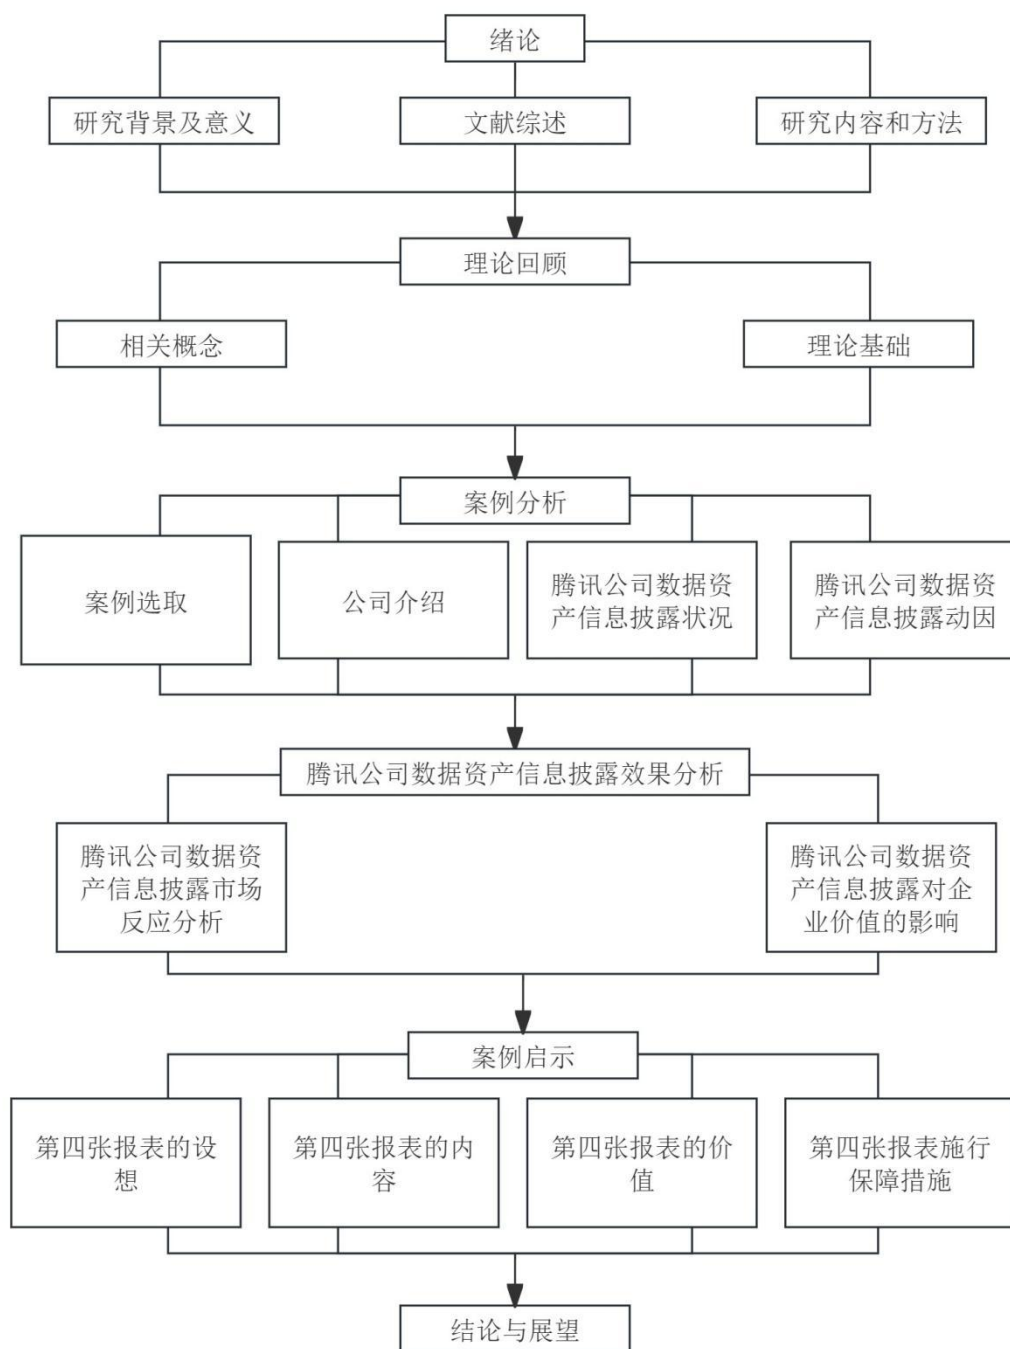 绪论
研究背景及意义
文献综述
研究内容和方法
理论回顾
相关概念
理论基础
案例分析
案例选取
公司介绍
腾讯公司数据资
产信息披露状况
腾讯公司数据资
产信息披露动因
腾讯公司数据资产信息披露效果分析
腾讯公司数据资
产信息披露市场
反应分析
腾讯公司数据资
产信息披露对企
业价值的影响
案例启示
第四张报表的设
想
第四张报表的内
容
第四张报表的价
值
第四张报表施行
保障措施
结论与展望